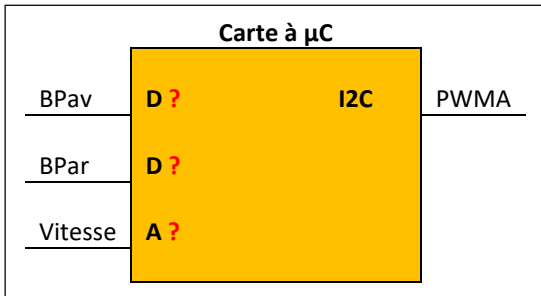 Carte à µC
BPav D ? I2C PWMA
BPar D ?
Vitesse A ?